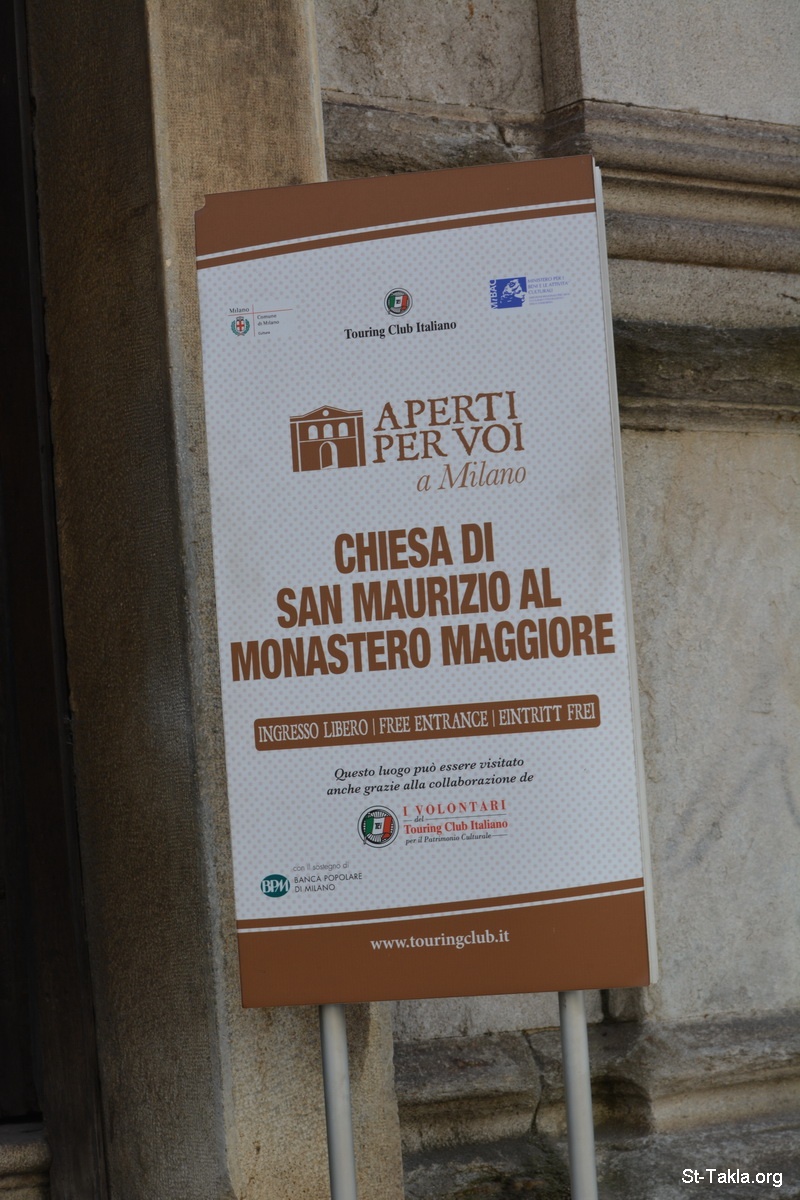 Milano
Comune
di Milano
Touring Club Italiano
MiBAC
APERTI
PER VOI
a Milano
CHIESA DI
SAN MAURIZIO AL
MONASTERO MAGGIORE
INGRESSO LIBERO | FREE ENTRANCE | EINTRITT FREI
Questo luogo può essere visitato
anche grazie alla collaborazione de
I VOLONTARI
del
Touring Club Italiano
per il Patrimonio Culturale
con il sostegno di
BPM BANCA POPOLARE
DI MILANO
www.touringclub.it
St-Takla.org